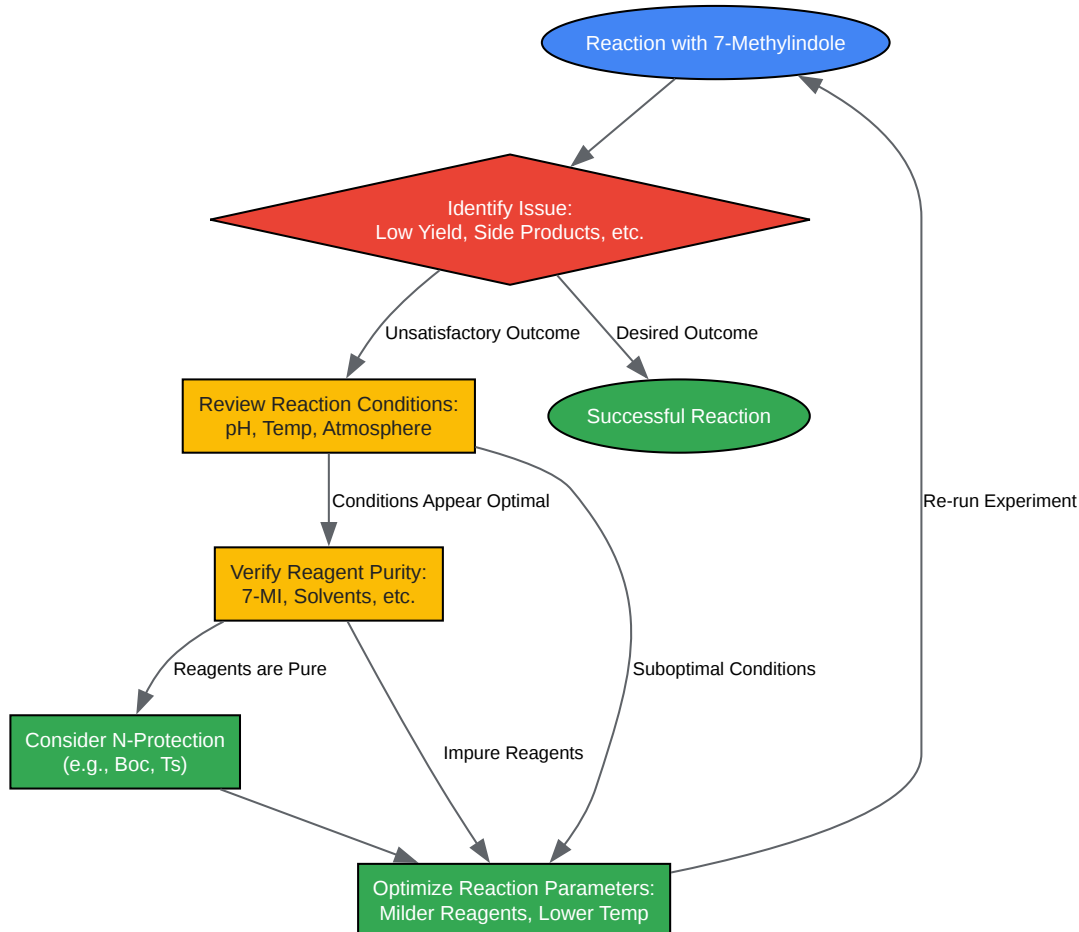 Reaction with 7-Methylindole
Identify Issue:
Low Yield, Side Products, etc.
Unsatisfactory Outcome
Desired Outcome
Review Reaction Conditions:
pH, Temp, Atmosphere
Successful Reaction
Conditions Appear Optimal
Re-run Experiment
Verify Reagent Purity:
7-MI, Solvents, etc.
Reagents are Pure
Suboptimal Conditions
Consider N-Protection
(e.g., Boc, Ts)
Impure Reagents
Optimize Reaction Parameters:
Milder Reagents, Lower Temp